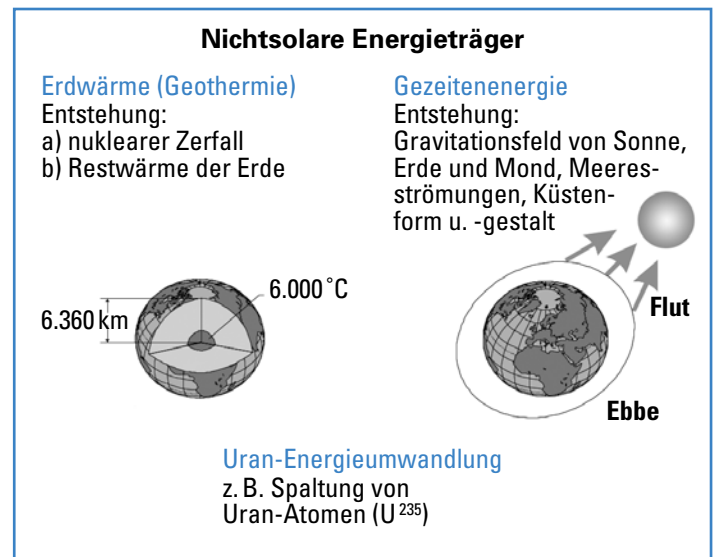 Nichtsolare Energieträger
Erdwärme (Geothermie)
Entstehung:
a) nuklearer Zerfall
b) Restwärme der Erde
Gezeitenenergie
Entstehung:
Gravitationsfeld von Sonne,
Erde und Mond, Meeres-
strömungen, Küsten-
form u. -gestalt
6.000 °C
6.360 km
Flut
Ebbe
Uran-Energieumwandlung
z. B. Spaltung von
Uran-Atomen (U²³⁵)